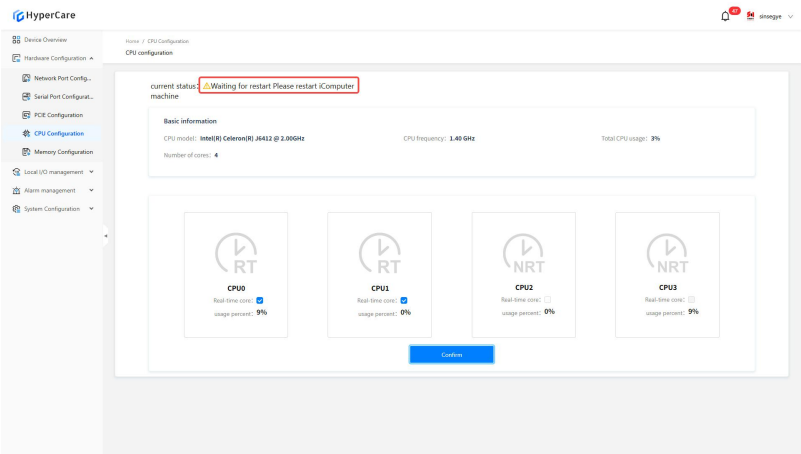 HyperCare
47
sinsegye
Device Overview
Hardware Configuration
Network Port Config...
Serial Port Configurat...
PCIE Configuration
CPU Configuration
Memory Configuration
Local I/O management
Alarm management
System Configuration
Home / CPU Configuration
CPU configuration
current status: ⚠Waiting for restart Please restart iComputer
machine
Basic information
CPU model: Intel(R) Celeron(R) J6412 @ 2.00GHz CPU frequency: 1.40 GHz Total CPU usage: 3%
Number of cores: 4
RT RT NRT NRT
CPU0 CPU1 CPU2 CPU3
Real-time core: Real-time core: Real-time core: Real-time core:
usage percent: 9% usage percent: 0% usage percent: 0% usage percent: 9%
Confirm